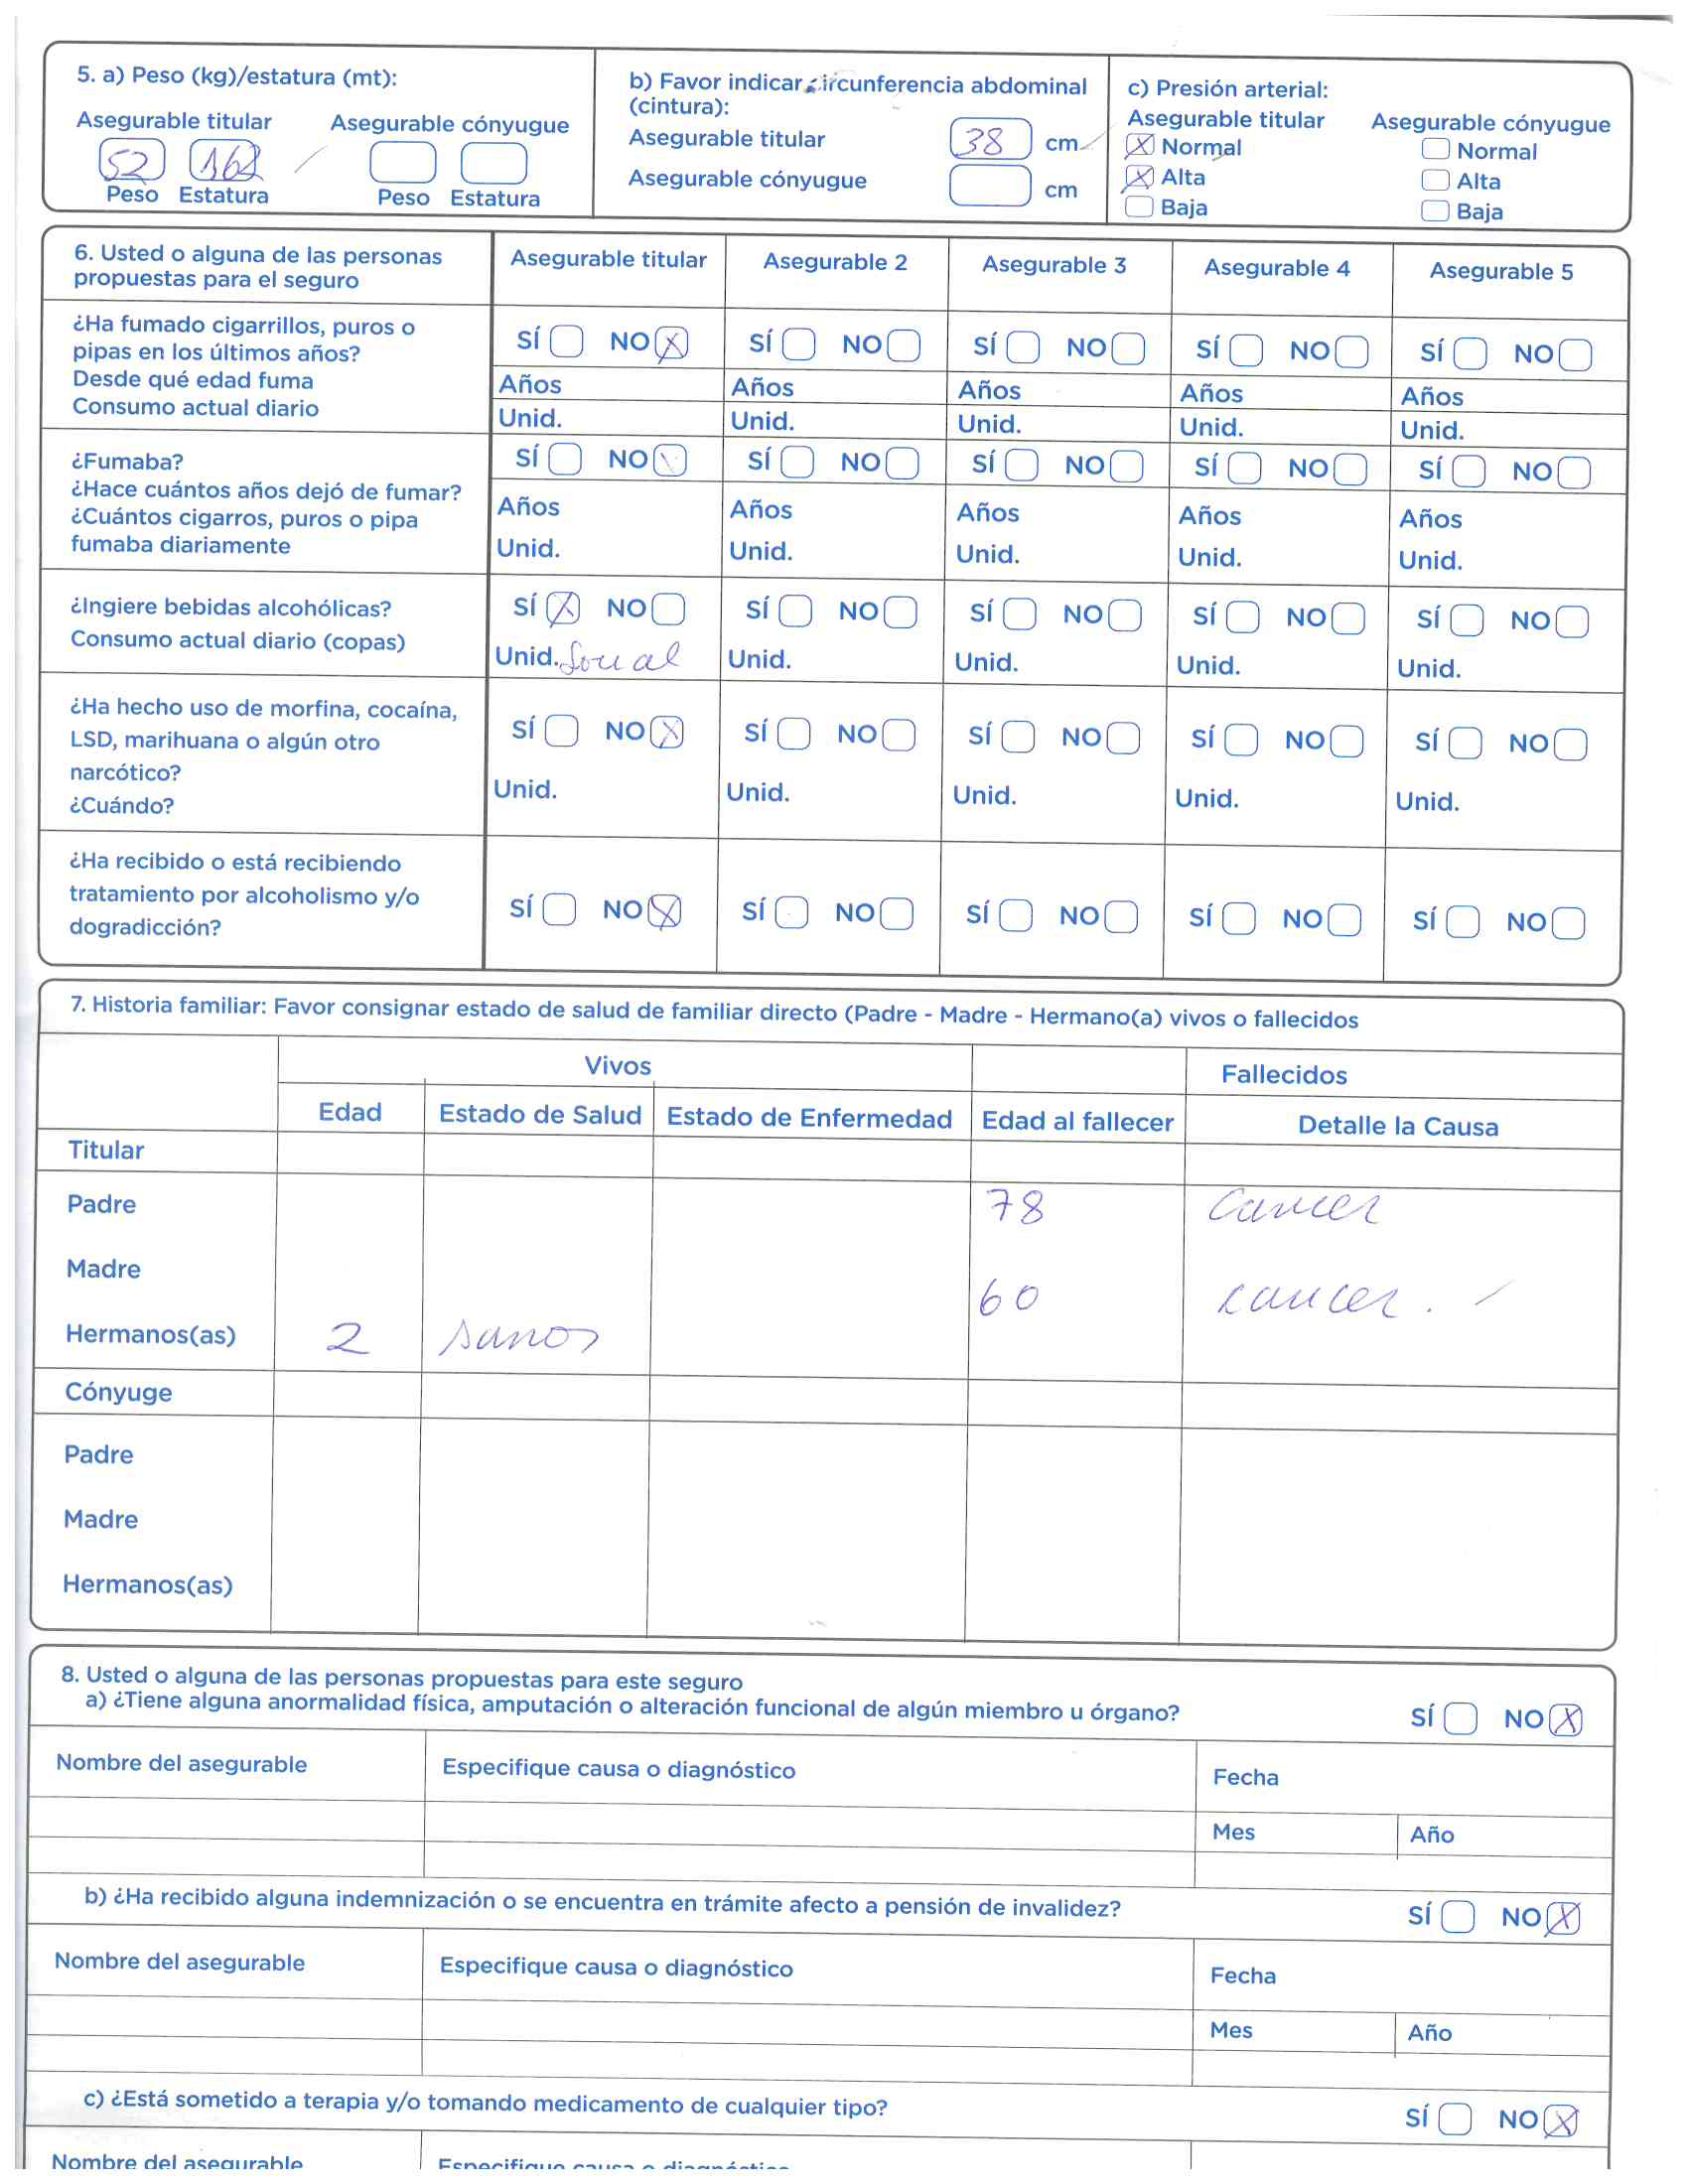 5. a) Peso (kg)/estatura (mt):
Asegurable titular Asegurable cónyugue
52 162
Peso Estatura Peso Estatura
b) Favor indicar circunferencia abdominal
(cintura):
Asegurable titular 38 cm
Asegurable cónyugue cm
c) Presión arterial:
Asegurable titular Asegurable cónyugue
X Normal Normal
X Alta Alta
Baja Baja
6. Usted o alguna de las personas
propuestas para el seguro
Asegurable titular Asegurable 2 Asegurable 3 Asegurable 4 Asegurable 5
¿Ha fumado cigarrillos, puros o
pipas en los últimos años?
Desde qué edad fuma
Consumo actual diario
SÍ NO X SÍ NO SÍ NO SÍ NO SÍ NO
Años Años Años Años Años
Unid. Unid. Unid. Unid. Unid.
¿Fumaba?
¿Hace cuántos años dejó de fumar?
¿Cuántos cigarros, puros o pipa
fumaba diariamente
SÍ NO SÍ NO SÍ NO SÍ NO SÍ NO
Años Años Años Años Años
Unid. Unid. Unid. Unid. Unid.
¿Ingiere bebidas alcohólicas?
Consumo actual diario (copas)
SÍ X NO SÍ NO SÍ NO SÍ NO SÍ NO
Unid. Social Unid. Unid. Unid. Unid.
¿Ha hecho uso de morfina, cocaína,
LSD, marihuana o algún otro
narcótico?
¿Cuándo?
SÍ NO X SÍ NO SÍ NO SÍ NO SÍ NO
Unid. Unid. Unid. Unid. Unid.
¿Ha recibido o está recibiendo
tratamiento por alcoholismo y/o
dogradicción?
SÍ NO X SÍ NO SÍ NO SÍ NO SÍ NO
7. Historia familiar: Favor consignar estado de salud de familiar directo (Padre - Madre - Hermano(a) vivos o fallecidos
Vivos Fallecidos
Edad Estado de Salud Estado de Enfermedad Edad al fallecer Detalle la Causa
Titular
Padre 78 Cancer
Madre 60 cancer.
Hermanos(as) 2 sanos
Cónyuge
Padre
Madre
Hermanos(as)
8. Usted o alguna de las personas propuestas para este seguro
a) ¿Tiene alguna anormalidad física, amputación o alteración funcional de algún miembro u órgano? SÍ NO X
Nombre del asegurable Especifique causa o diagnóstico Fecha
Mes Año
b) ¿Ha recibido alguna indemnización o se encuentra en trámite afecto a pensión de invalidez? SÍ NO X
Nombre del asegurable Especifique causa o diagnóstico Fecha
Mes Año
c) ¿Está sometido a terapia y/o tomando medicamento de cualquier tipo? SÍ NO X
Nombre del asegurable Especifique causa o diagnóstico